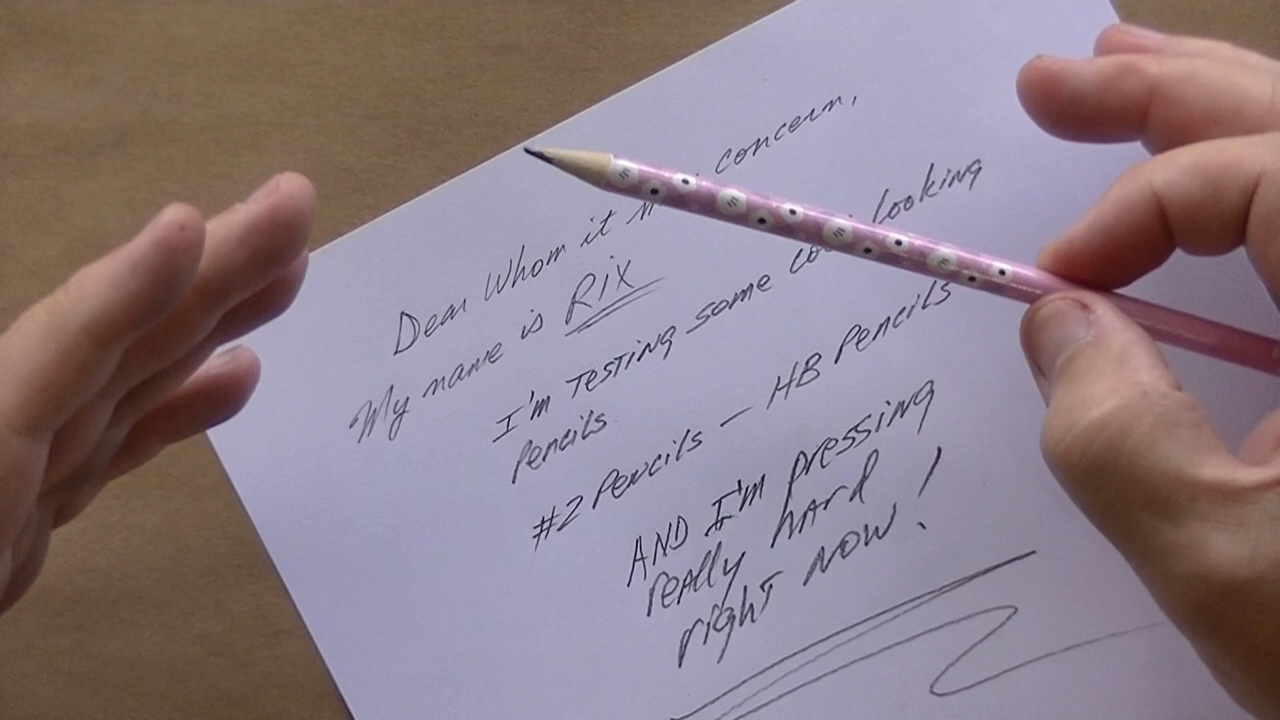 Dear Whom it concern,
My name is Rix
I'm Testing some looking
Pencils.
#2 Pencils — HB Pencils
AND I'm pressing
really hard
right now!